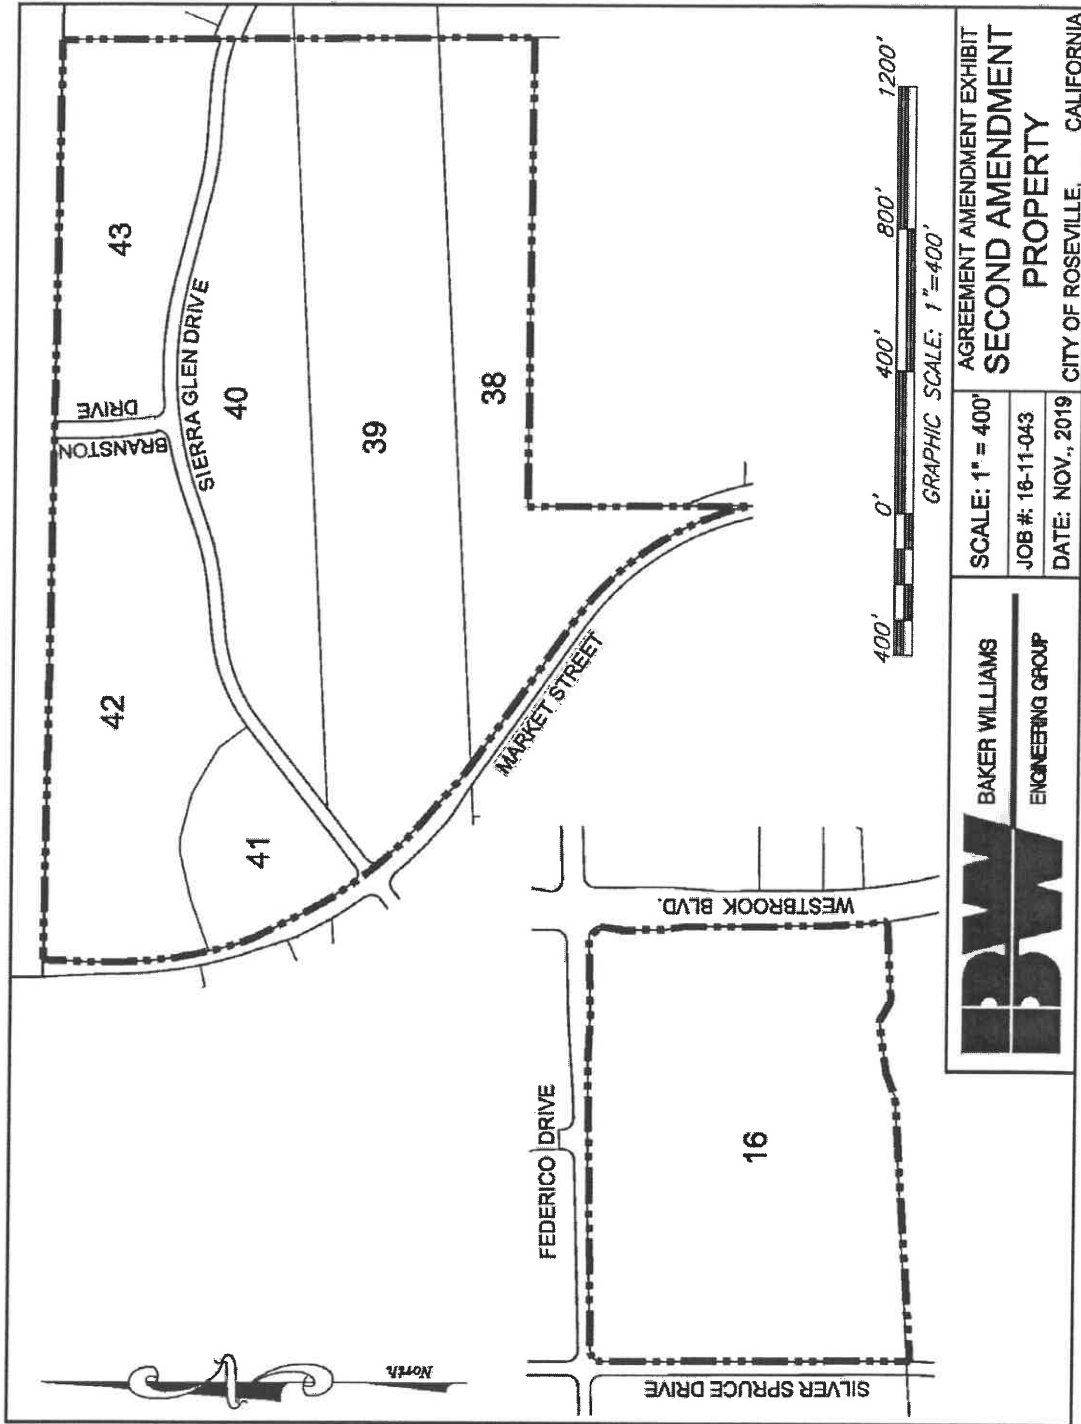 43
42
BRANSTON
DRIVE
SIERRA GLEN DRIVE
40
41
39
38
MARKET STREET
FEDERICO DRIVE
16
WESTBROOK BLVD.
SILVER SPRUCE DRIVE
North
400' 0' 400' 800' 1200'
GRAPHIC SCALE: 1"=400'
BW
BAKER WILLIAMS
ENGINEERING GROUP
SCALE: 1" = 400'
JOB #: 16-11-043
DATE: NOV., 2019
AGREEMENT AMENDMENT EXHIBIT
SECOND AMENDMENT
PROPERTY
CITY OF ROSEVILLE, CALIFORNIA